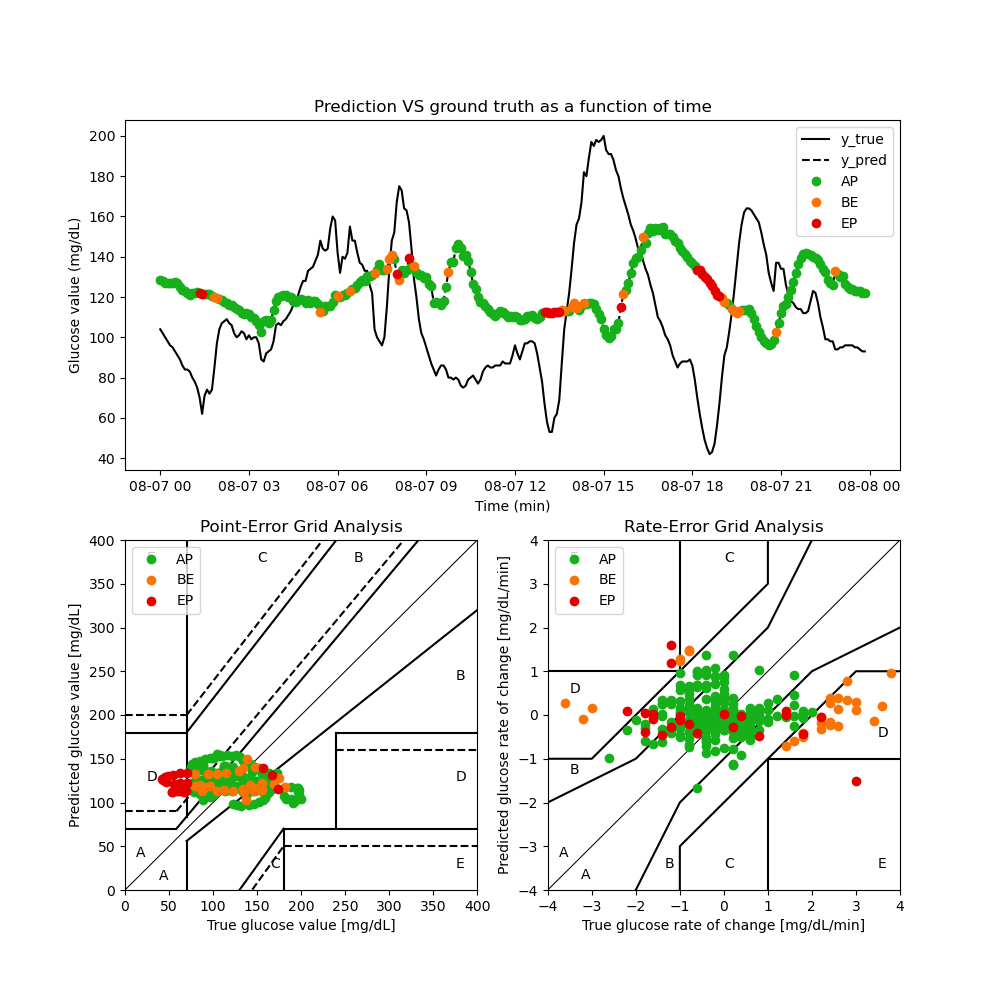 Prediction VS ground truth as a function of time
Glucose value (mg/dL)
200
180
160
140
120
100
80
60
40
y_true
y_pred
AP
BE
EP
08-07 00 08-07 03 08-07 06 08-07 09 08-07 12 08-07 15 08-07 18 08-07 21 08-08 00
Time (min)
Point-Error Grid Analysis
Predicted glucose value [mg/dL]
400
350
300
250
200
150
100
50
0
AP
BE
EP
C
B
B
D
D
A
A
C
E
0 50 100 150 200 250 300 350 400
True glucose value [mg/dL]
Rate-Error Grid Analysis
Predicted glucose rate of change [mg/dL/min]
4
3
2
1
0
−1
−2
−3
−4
AP
BE
EP
C
D
D
B
A
A
B
C
E
−4 −3 −2 −1 0 1 2 3 4
True glucose rate of change [mg/dL/min]